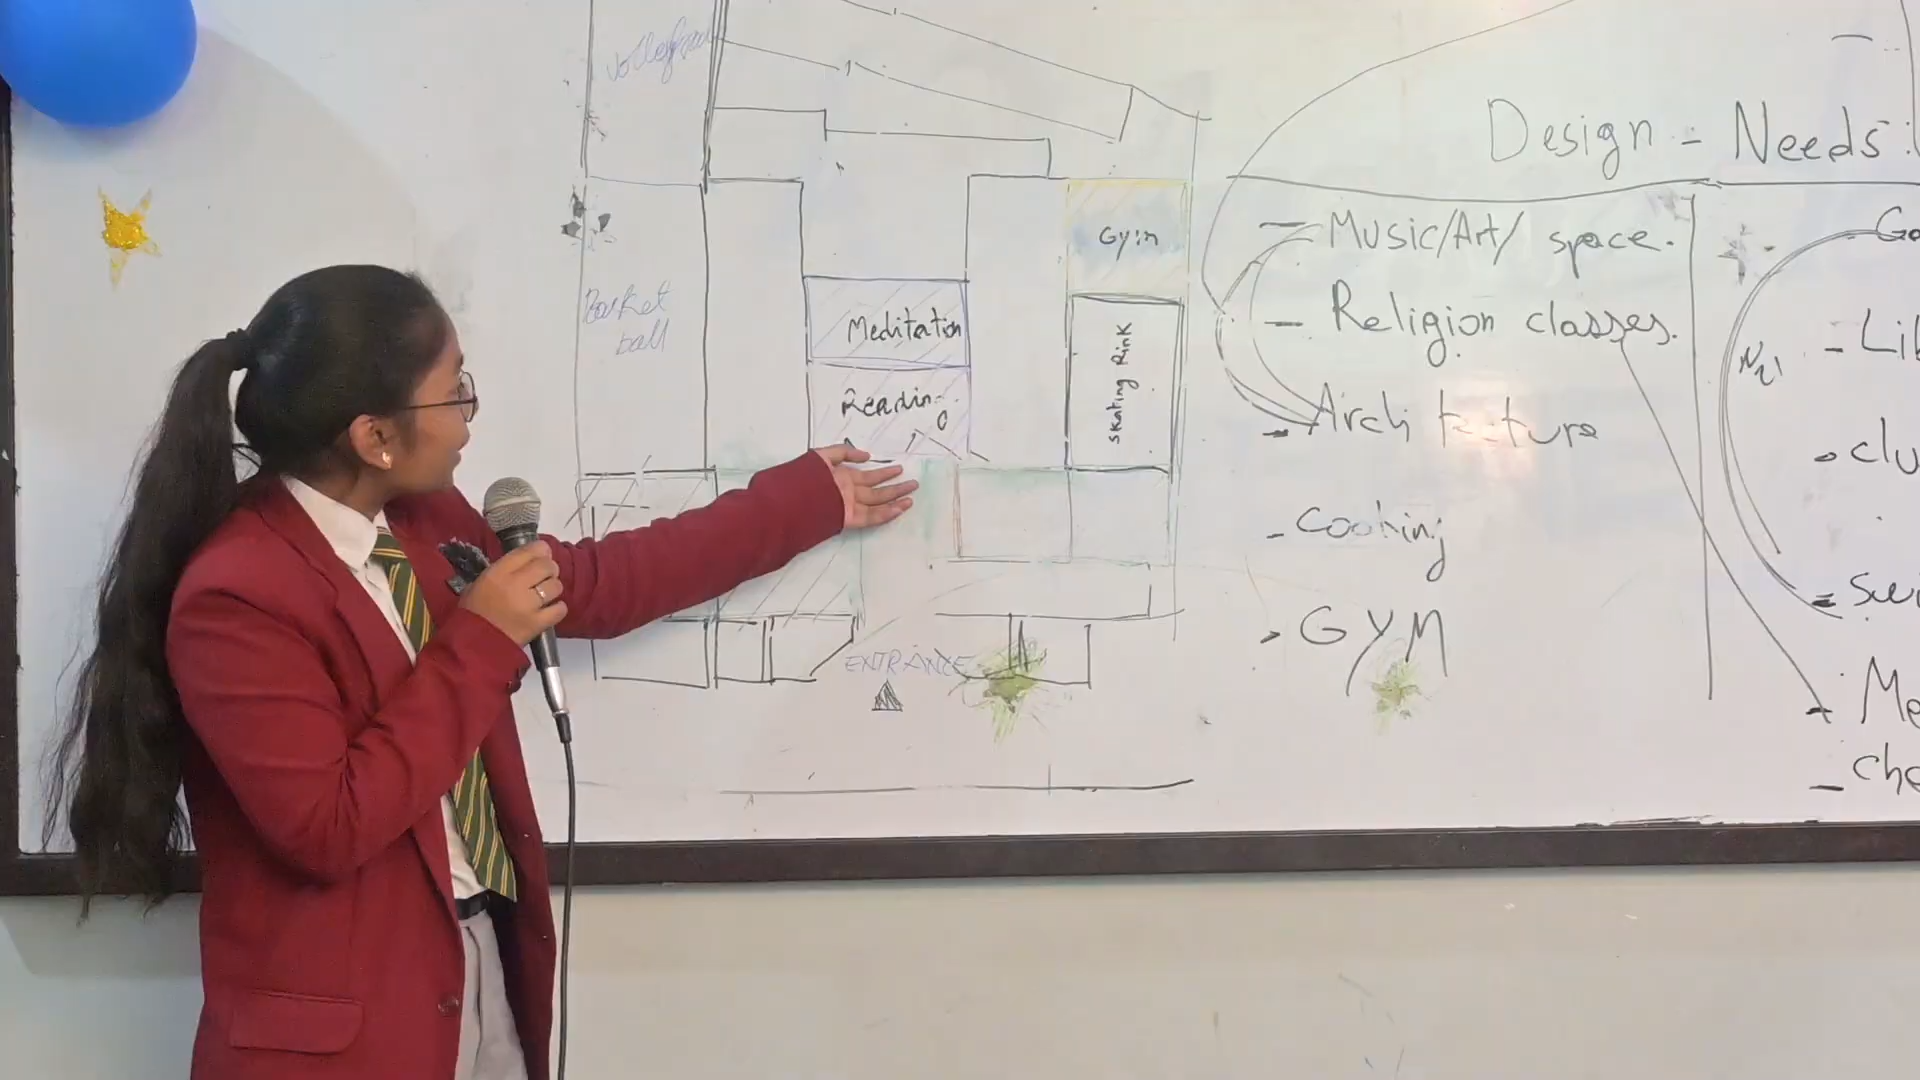 Volleyball
Basket
ball
Meditation
Reading
Gym
Skating Rink
ENTRANCE
Design - Needs :
- Music/Art/ space.
- Religion classes.
- Architecture
- Cooking
- GYM